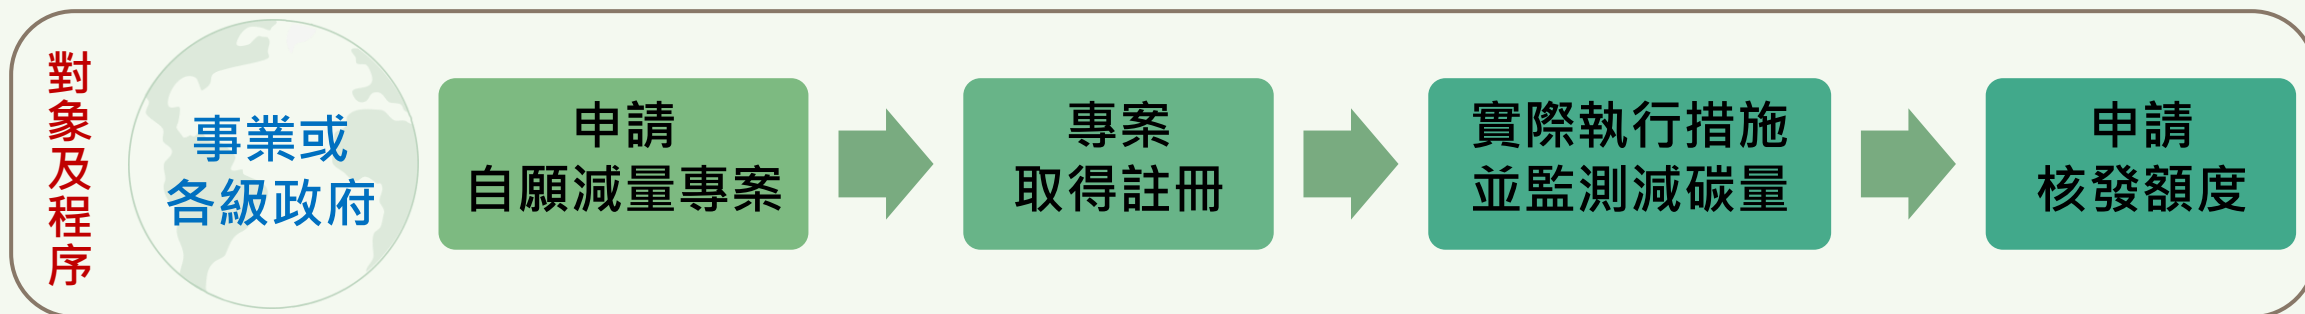 對象及程序
事業或
各級政府
申請
自願減量專案
專案
取得註冊
實際執行措施
並監測減碳量
申請
核發額度